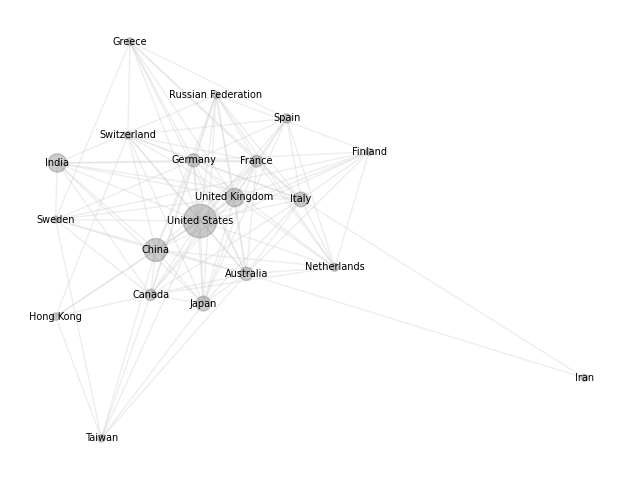 Greece
Russian Federation
Spain
Switzerland
Finland
Germany
France
India
United Kingdom
Italy
Sweden
United States
China
Netherlands
Australia
Canada
Japan
Hong Kong
Iran
Taiwan